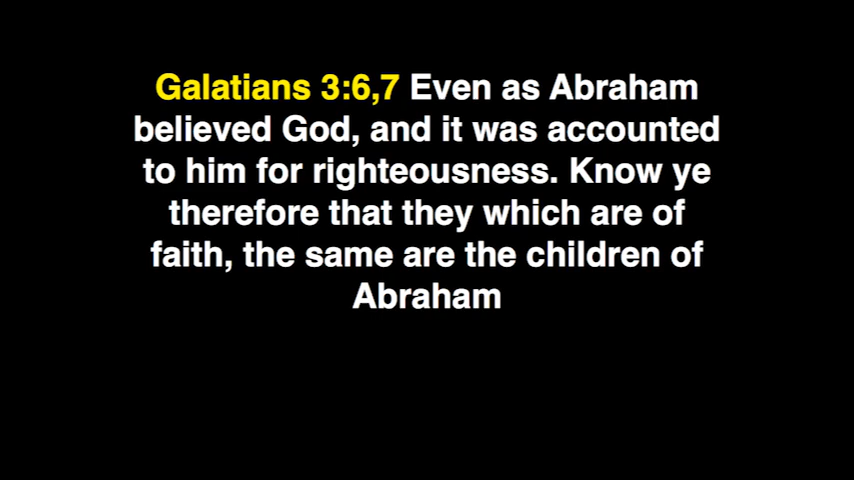 Galatians 3:6,7 Even as Abraham
believed God, and it was accounted
to him for righteousness. Know ye
therefore that they which are of
faith, the same are the children of
Abraham